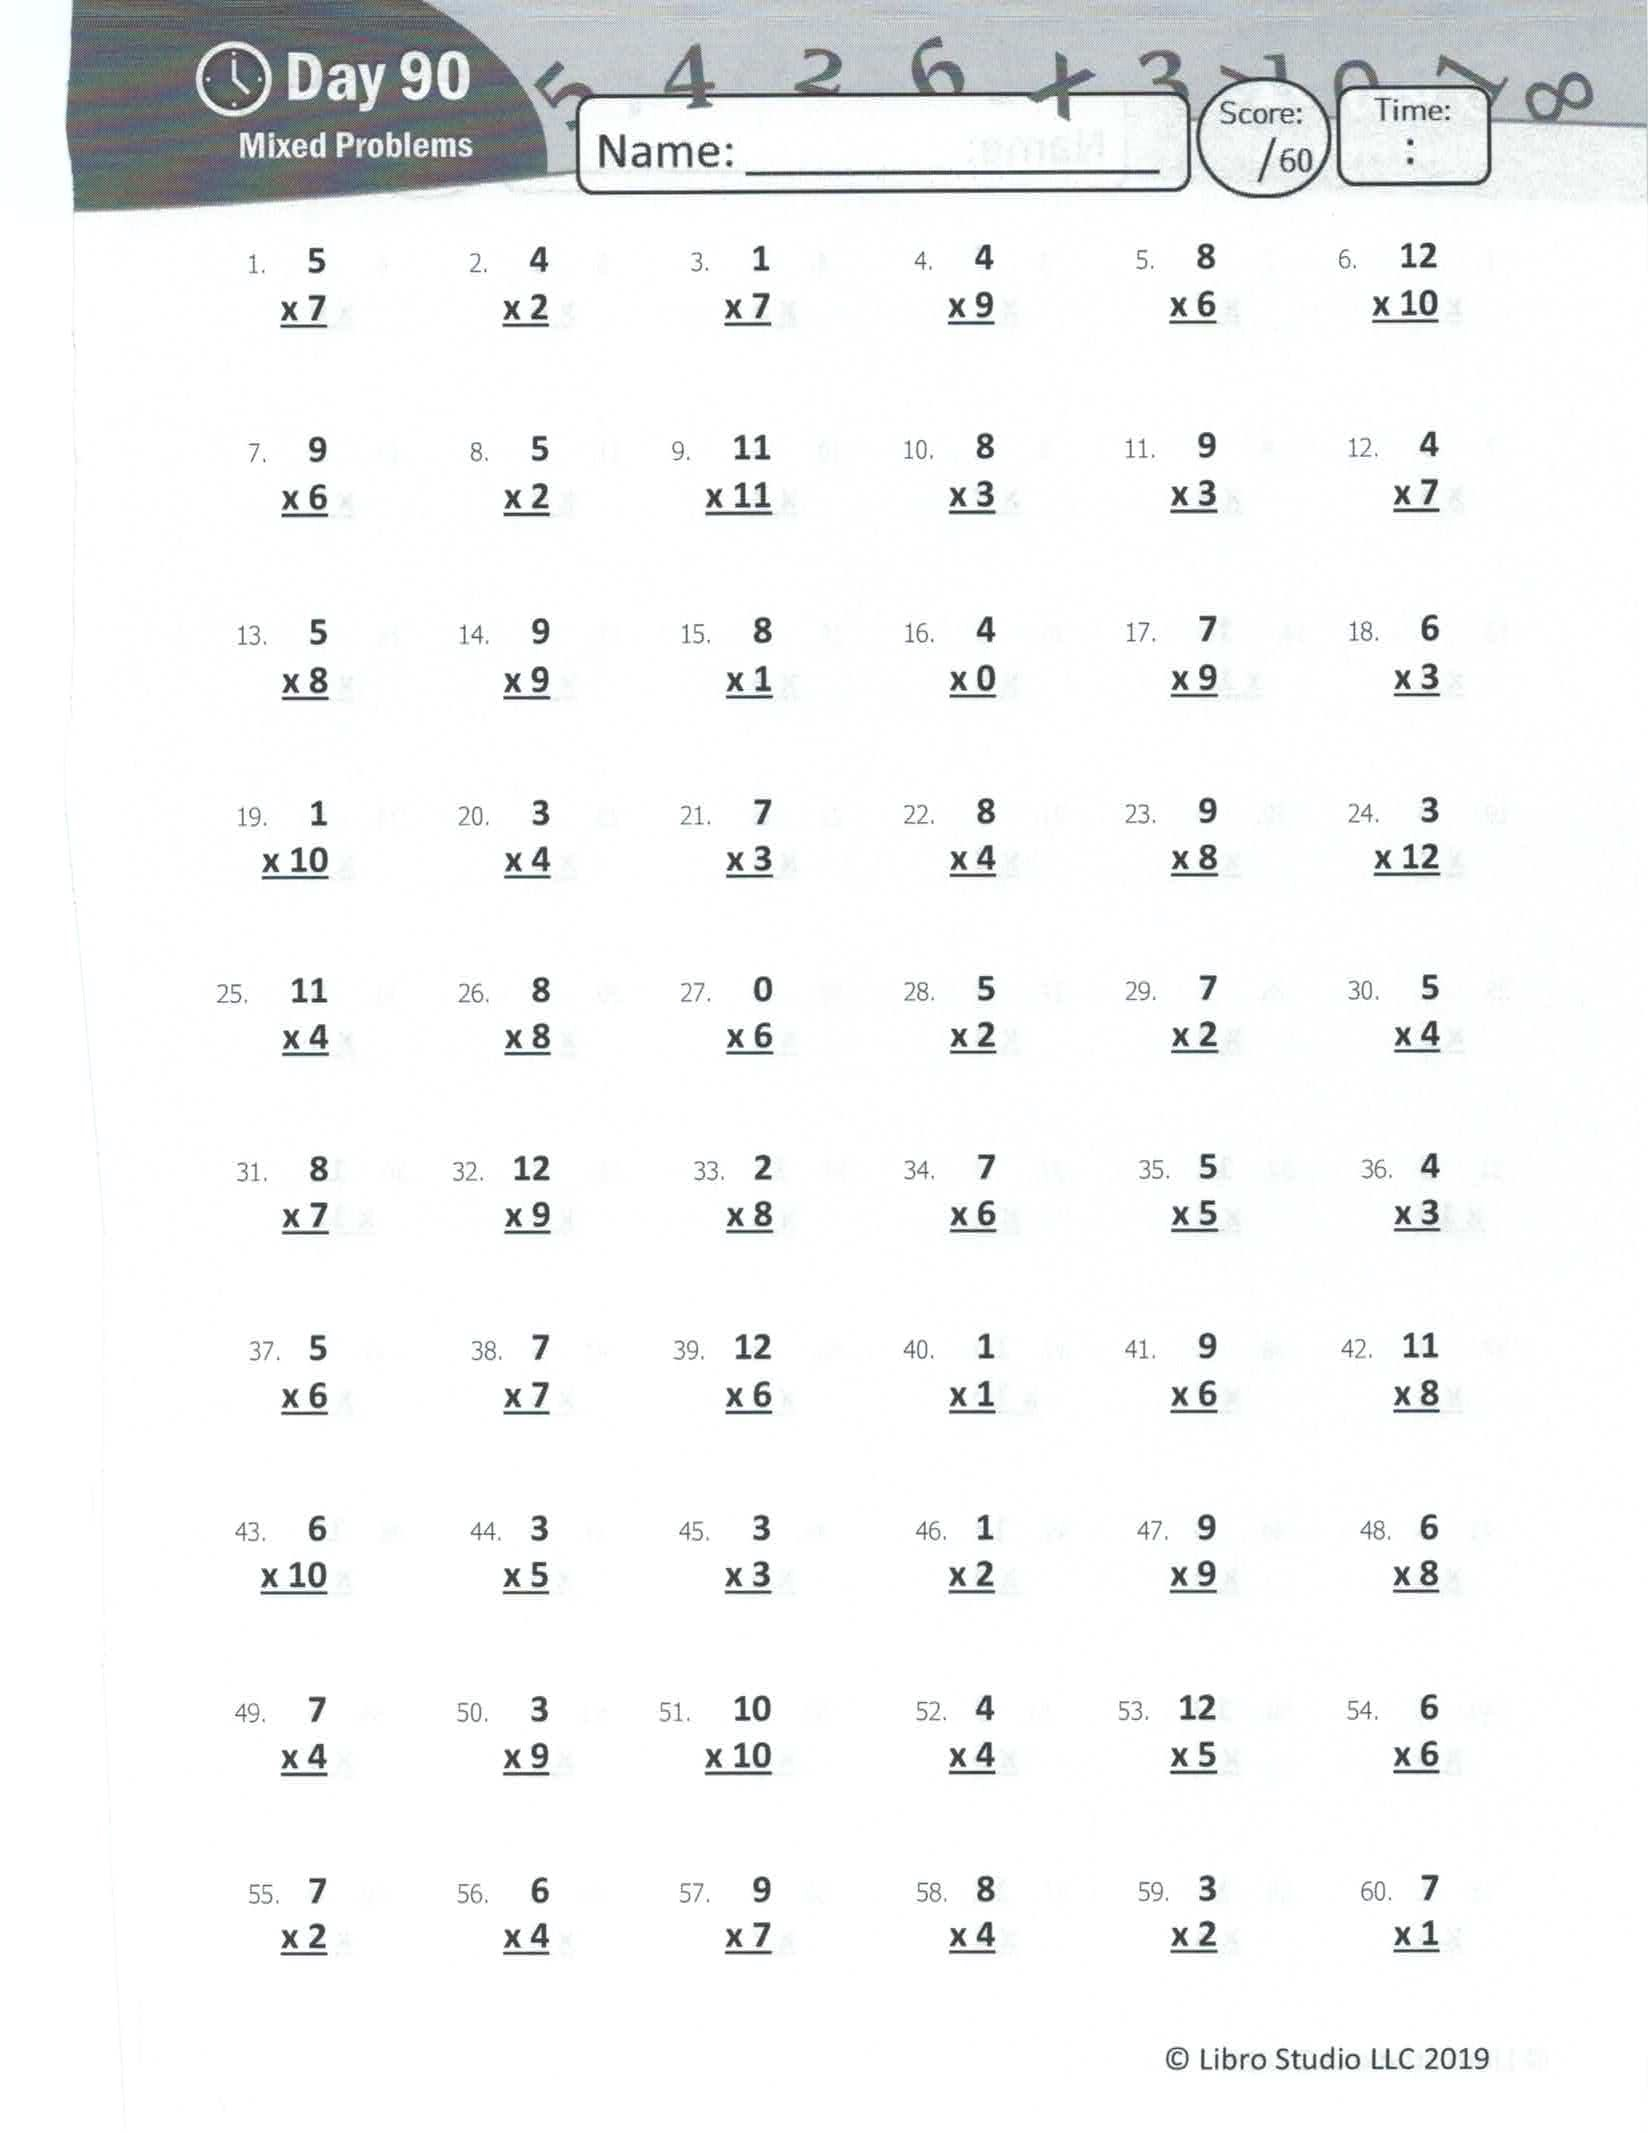 Day 90
Mixed Problems
5 4 2 6 + 3 7 0 1 8
Name:
Score:
/60
Time:
:
1. 5 2. 4 3. 1 4. 4 5. 8 6. 12
x 7 x 2 x 7 x 9 x 6 x 10
7. 9 8. 5 9. 11 10. 8 11. 9 12. 4
x 6 x 2 x 11 x 3 x 3 x 7
13. 5 14. 9 15. 8 16. 4 17. 7 18. 6
x 8 x 9 x 1 x 0 x 9 x 3
19. 1 20. 3 21. 7 22. 8 23. 9 24. 3
x 10 x 4 x 3 x 4 x 8 x 12
25. 11 26. 8 27. 0 28. 5 29. 7 30. 5
x 4 x 8 x 6 x 2 x 2 x 4
31. 8 32. 12 33. 2 34. 7 35. 5 36. 4
x 7 x 9 x 8 x 6 x 5 x 3
37. 5 38. 7 39. 12 40. 1 41. 9 42. 11
x 6 x 7 x 6 x 1 x 6 x 8
43. 6 44. 3 45. 3 46. 1 47. 9 48. 6
x 10 x 5 x 3 x 2 x 9 x 8
49. 7 50. 3 51. 10 52. 4 53. 12 54. 6
x 4 x 9 x 10 x 4 x 5 x 6
55. 7 56. 6 57. 9 58. 8 59. 3 60. 7
x 2 x 4 x 7 x 4 x 2 x 1
© Libro Studio LLC 2019